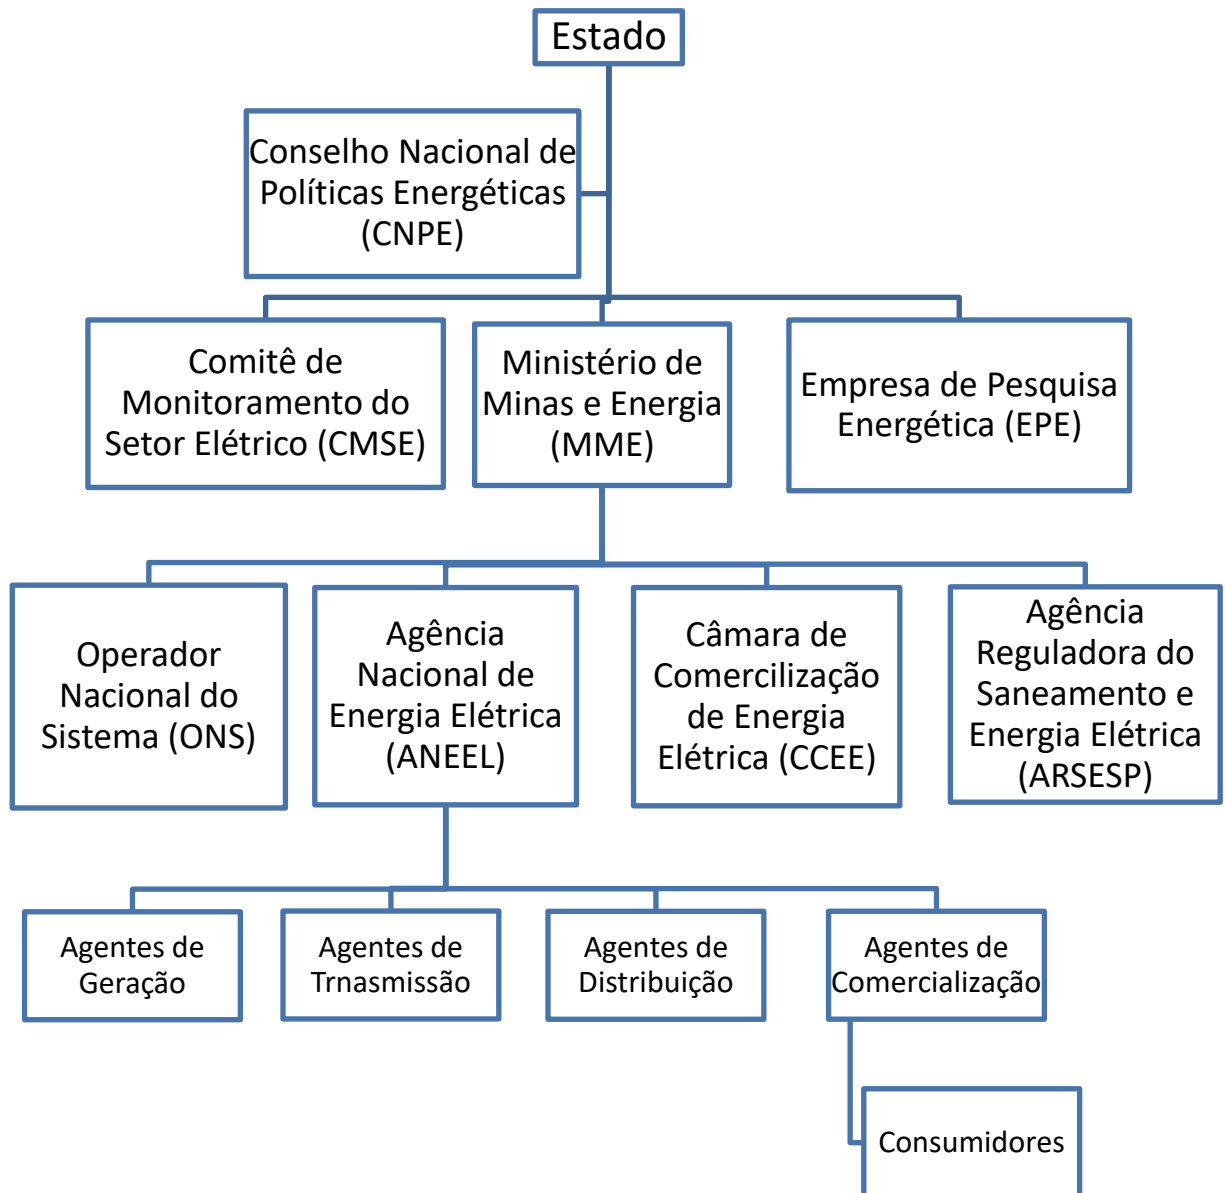 Estado
Conselho Nacional de
Políticas Energéticas
(CNPE)
Comitê de
Monitoramento do
Setor Elétrico (CMSE)
Ministério de
Minas e Energia
(MME)
Empresa de Pesquisa
Energética (EPE)
Operador
Nacional do
Sistema (ONS)
Agência
Nacional de
Energia Elétrica
(ANEEL)
Câmara de
Comercilização
de Energia
Elétrica (CCEE)
Agência
Reguladora do
Saneamento e
Energia Elétrica
(ARSESP)
Agentes de
Geração
Agentes de
Trnasmissão
Agentes de
Distribuição
Agentes de
Comercialização
Consumidores